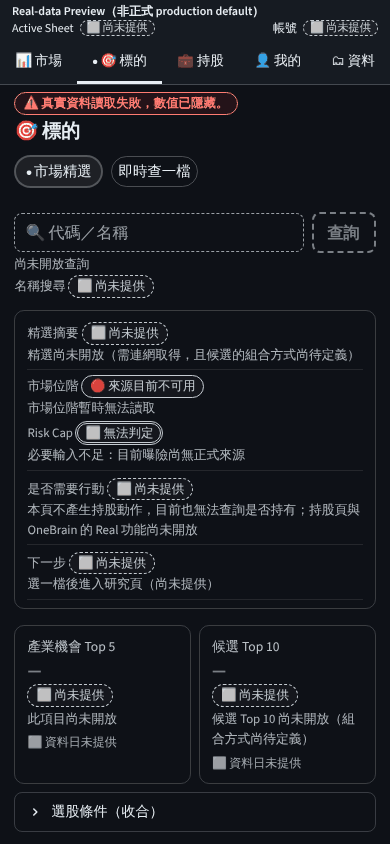 Real-data Preview（非正式 production default）
Active Sheet ⬜ 尚未提供 帳號 ⬜ 尚未提供
📊 市場 • 🎯 標的 💼 持股 👤 我的 🗂 資料
⚠️ 真實資料讀取失敗，數值已隱藏。
🎯 標的
• 市場精選 即時查一檔
🔍 代碼／名稱 查詢
尚未開放查詢
名稱搜尋 ⬜ 尚未提供
精選摘要 ⬜ 尚未提供
精選尚未開放（需連網取得，且候選的組合方式尚待定義）
市場位階 🔴 來源目前不可用
市場位階暫時無法讀取
Risk Cap ⬜ 無法判定
必要輸入不足：目前曝險尚無正式來源
是否需要行動 ⬜ 尚未提供
本頁不產生持股動作，目前也無法查詢是否持有；持股頁與
OneBrain 的 Real 功能尚未開放
下一步 ⬜ 尚未提供
選一檔後進入研究頁（尚未提供）
產業機會 Top 5
—
⬜ 尚未提供
此項目尚未開放
⬜ 資料日未提供
候選 Top 10
—
⬜ 尚未提供
候選 Top 10 尚未開放（組
合方式尚待定義）
⬜ 資料日未提供
› 選股條件（收合）